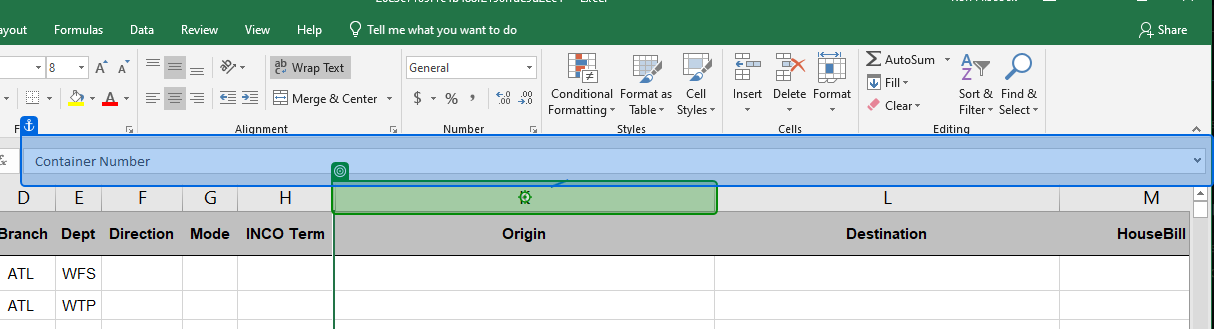 ayout Formulas Data Review View Help Tell me what you want to do Share
8 A A ab Wrap Text General AutoSum
Fill
Clear
Merge & Center $ % , Conditional Formatting Format as Table Cell Styles Insert Delete Format Sort & Filter Find & Select
Alignment Number Styles Cells Editing
Container Number
D E F G H L M
Branch Dept Direction Mode INCO Term Origin Destination HouseBill
ATL WFS
ATL WTP